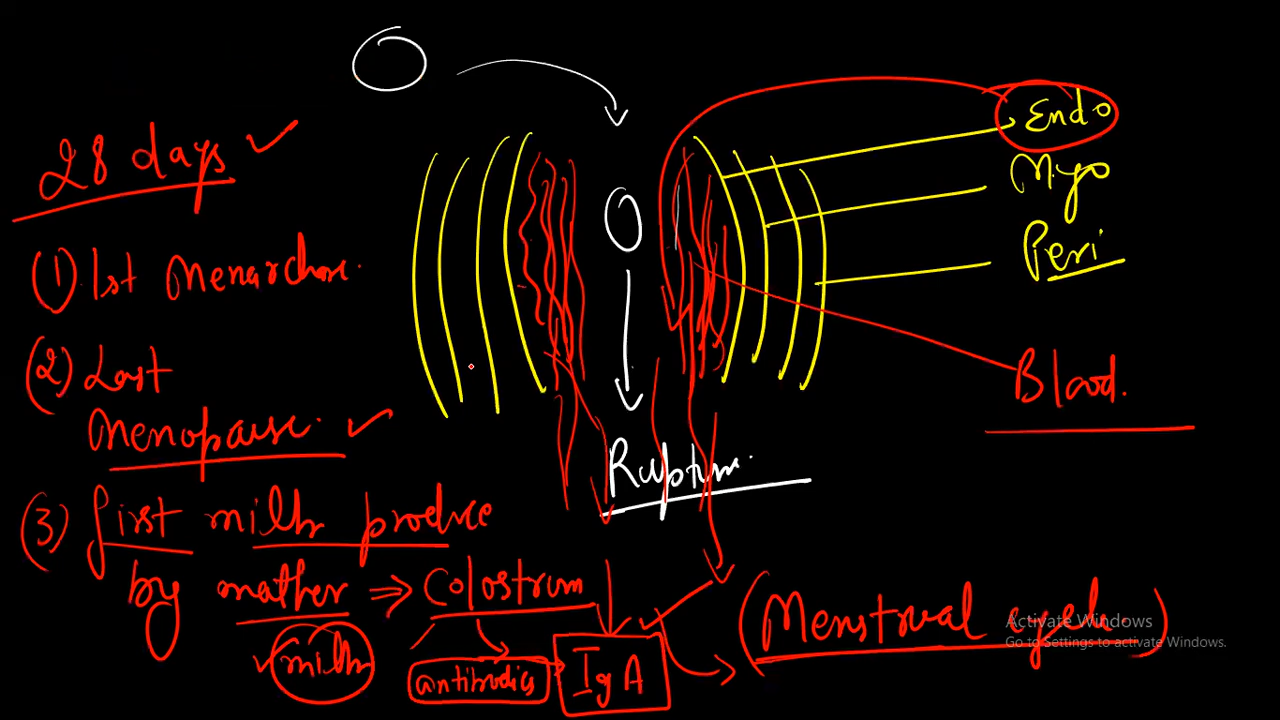 28 days
Endo
Myo
Peri
(1) 1st Menarche.
(2) Last
Menopause.
Blood.
Rupture.
(3) first milk produce
by mother ⇒ Colostrum
milk
antibodies
IgA
(Menstrual cycle)
Activate Windows
Go to Settings to activate Windows.